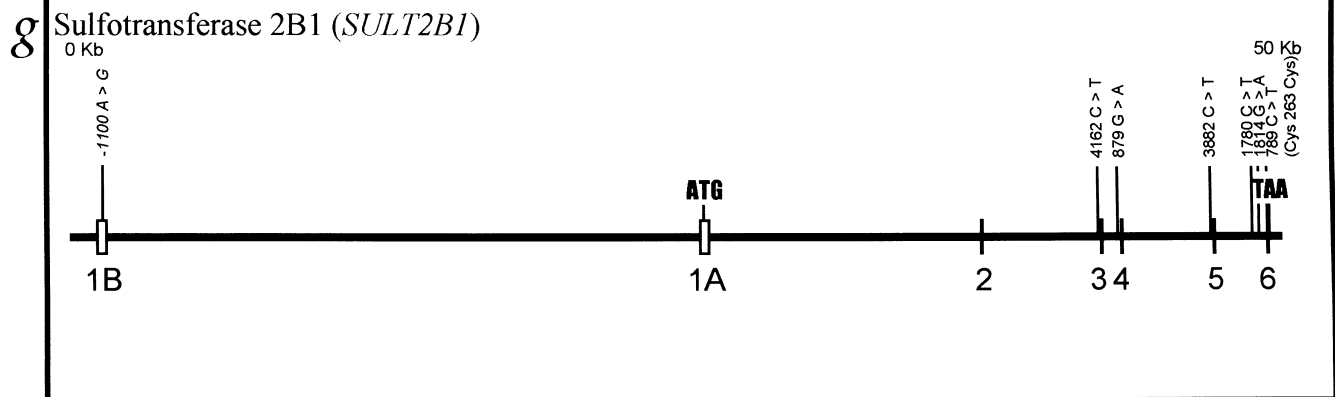 g Sulfotransferase 2B1 (SULT2B1)
0 Kb
50 Kb
-1100 A > G
4162 C > T
879 G > A
3882 C > T
1780 C > T
1814 G > A
789 C > T
(Cys 263 Cys)
ATG
TAA
1B
1A
2
3
4
5
6